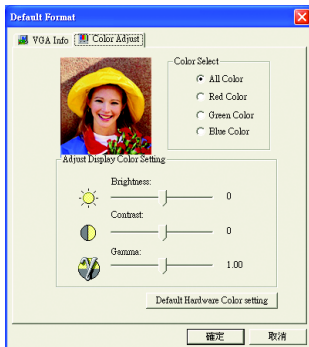 Default Format
VGA Info
Color Adjust
Color Select
All Color
Red Color
Green Color
Blue Color
Adjust Display Color Setting
Brightness:
0
Contrast:
0
Gamma:
1.00
Default Hardware Color setting
確定
取消